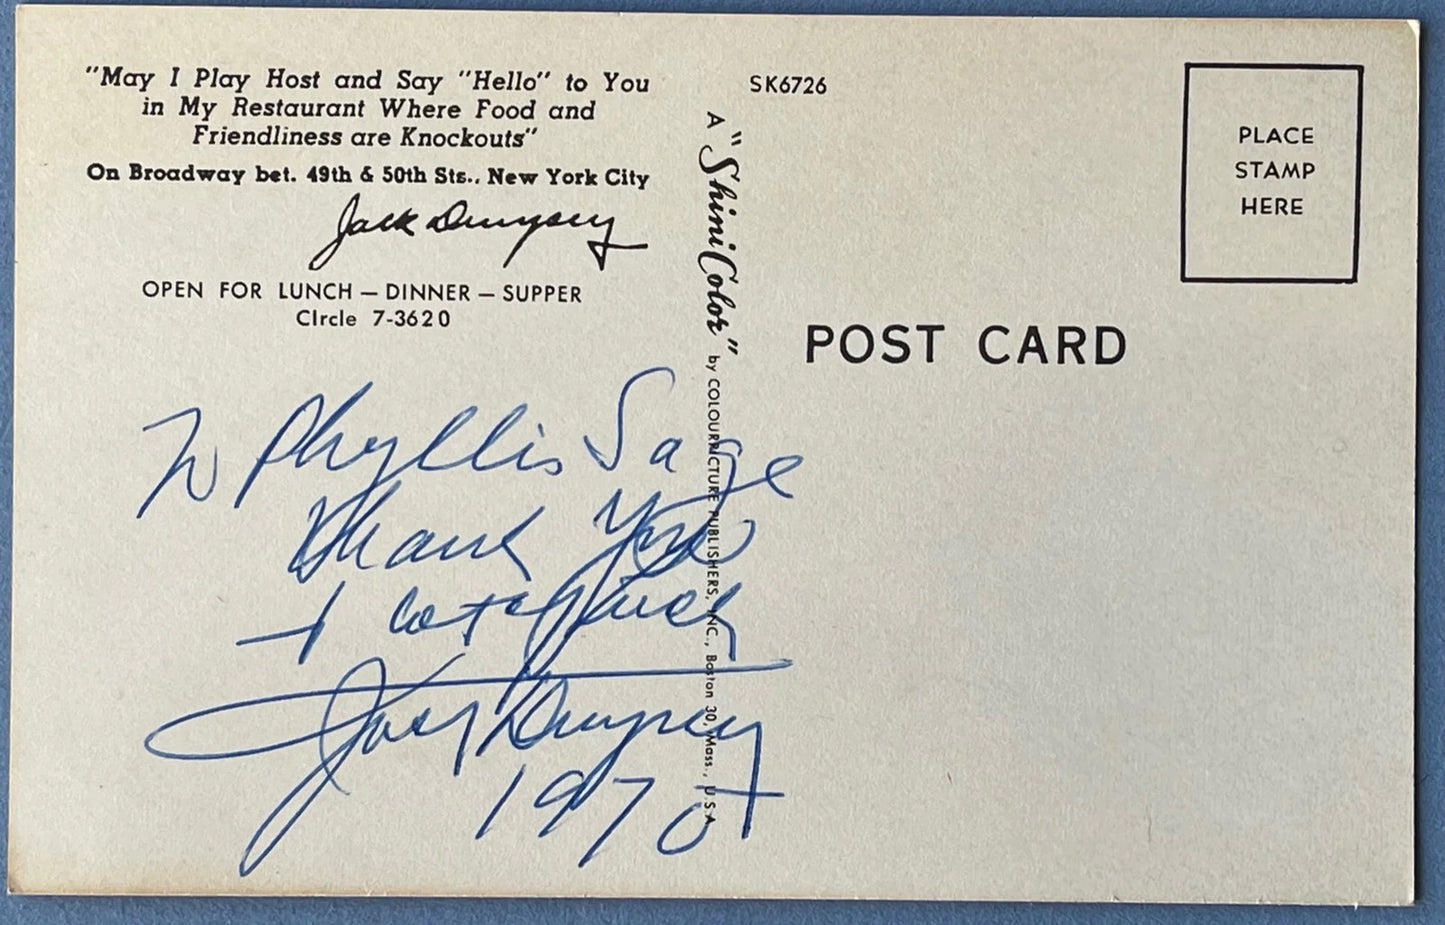 "May I Play Host and Say "Hello" to You
in My Restaurant Where Food and
Friendliness are Knockouts"
On Broadway bet. 49th & 50th Sts., New York City
Jack Dempsey
OPEN FOR LUNCH — DINNER — SUPPER
CIrcle 7-3620
SK6726
A "ShiniColor" by COLOURPICTURE PUBLISHERS, INC., Boston 30, Mass., U.S.A.
PLACE
STAMP
HERE
POST CARD
To Phyllis Sage
Thank You
+ lots of luck
Jack Dempsey
1970